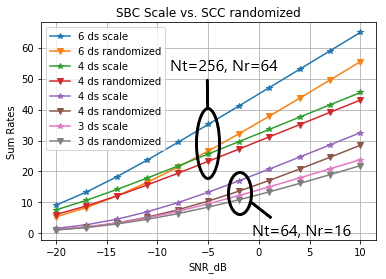 SBC Scale vs. SCC randomized
6 ds scale
6 ds randomized
4 ds scale
4 ds randomized
4 ds scale
4 ds randomized
3 ds scale
3 ds randomized
Nt=256, Nr=64
Nt=64, Nr=16
Sum Rates
60
50
40
30
20
10
0
−20
−15
−10
−5
0
5
10
SNR_dB